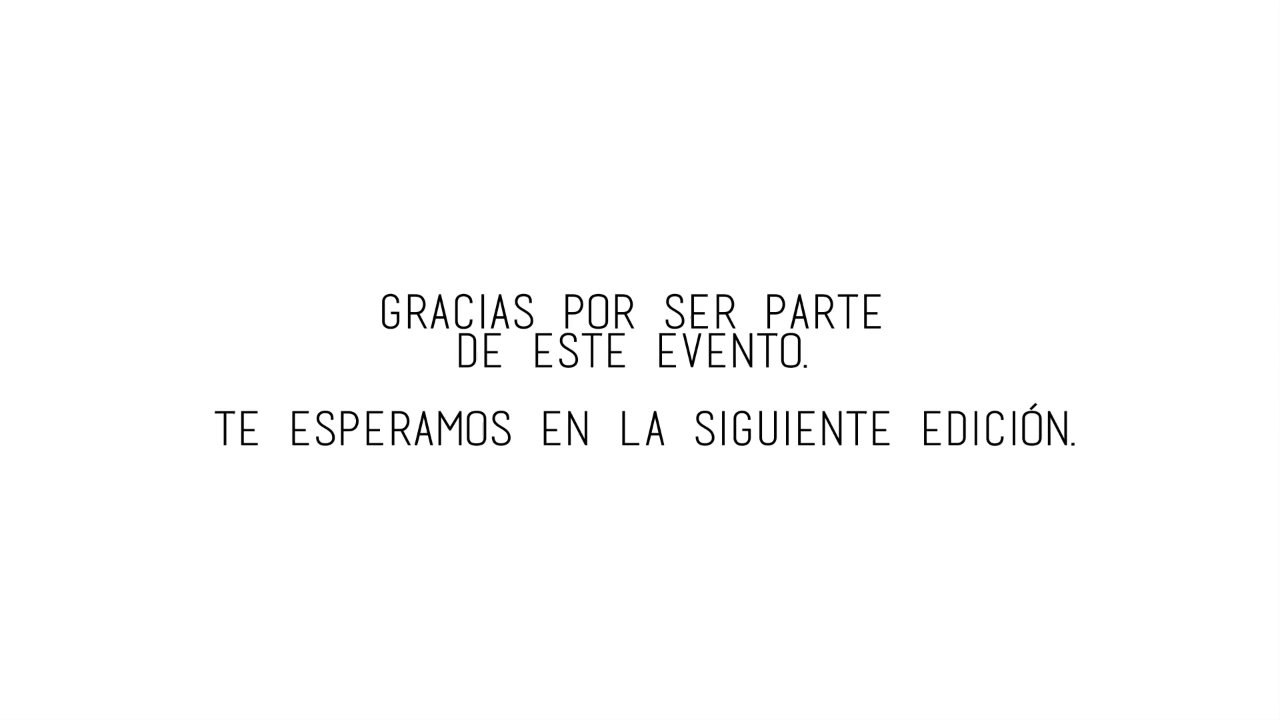 GRACIAS POR SER PARTE
DE ESTE EVENTO.
TE ESPERAMOS EN LA SIGUIENTE EDICIÓN.